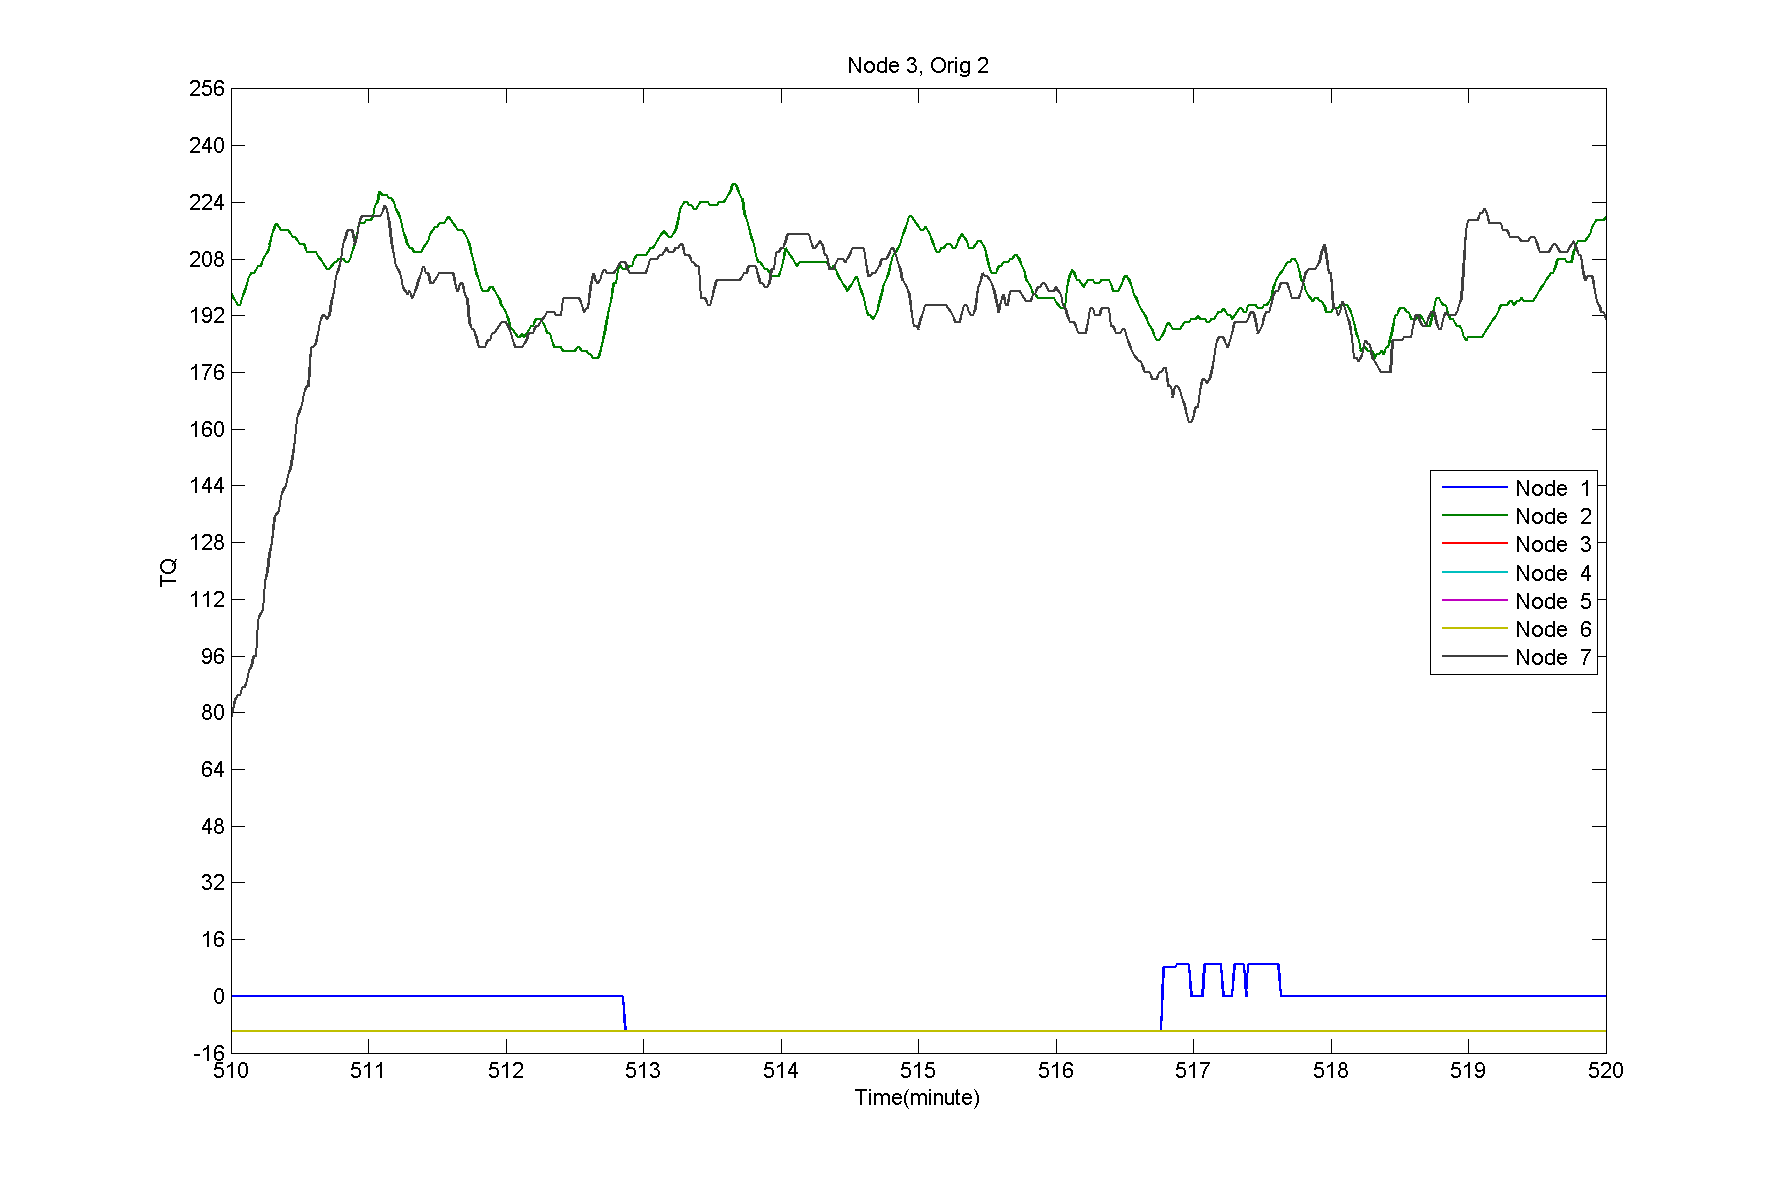 Node 3, Orig 2
256
240
224
208
192
176
160
144
128
112
96
80
64
48
32
16
0
-16
TQ
Node 1
Node 2
Node 3
Node 4
Node 5
Node 6
Node 7
510 511 512 513 514 515 516 517 518 519 520
Time(minute)